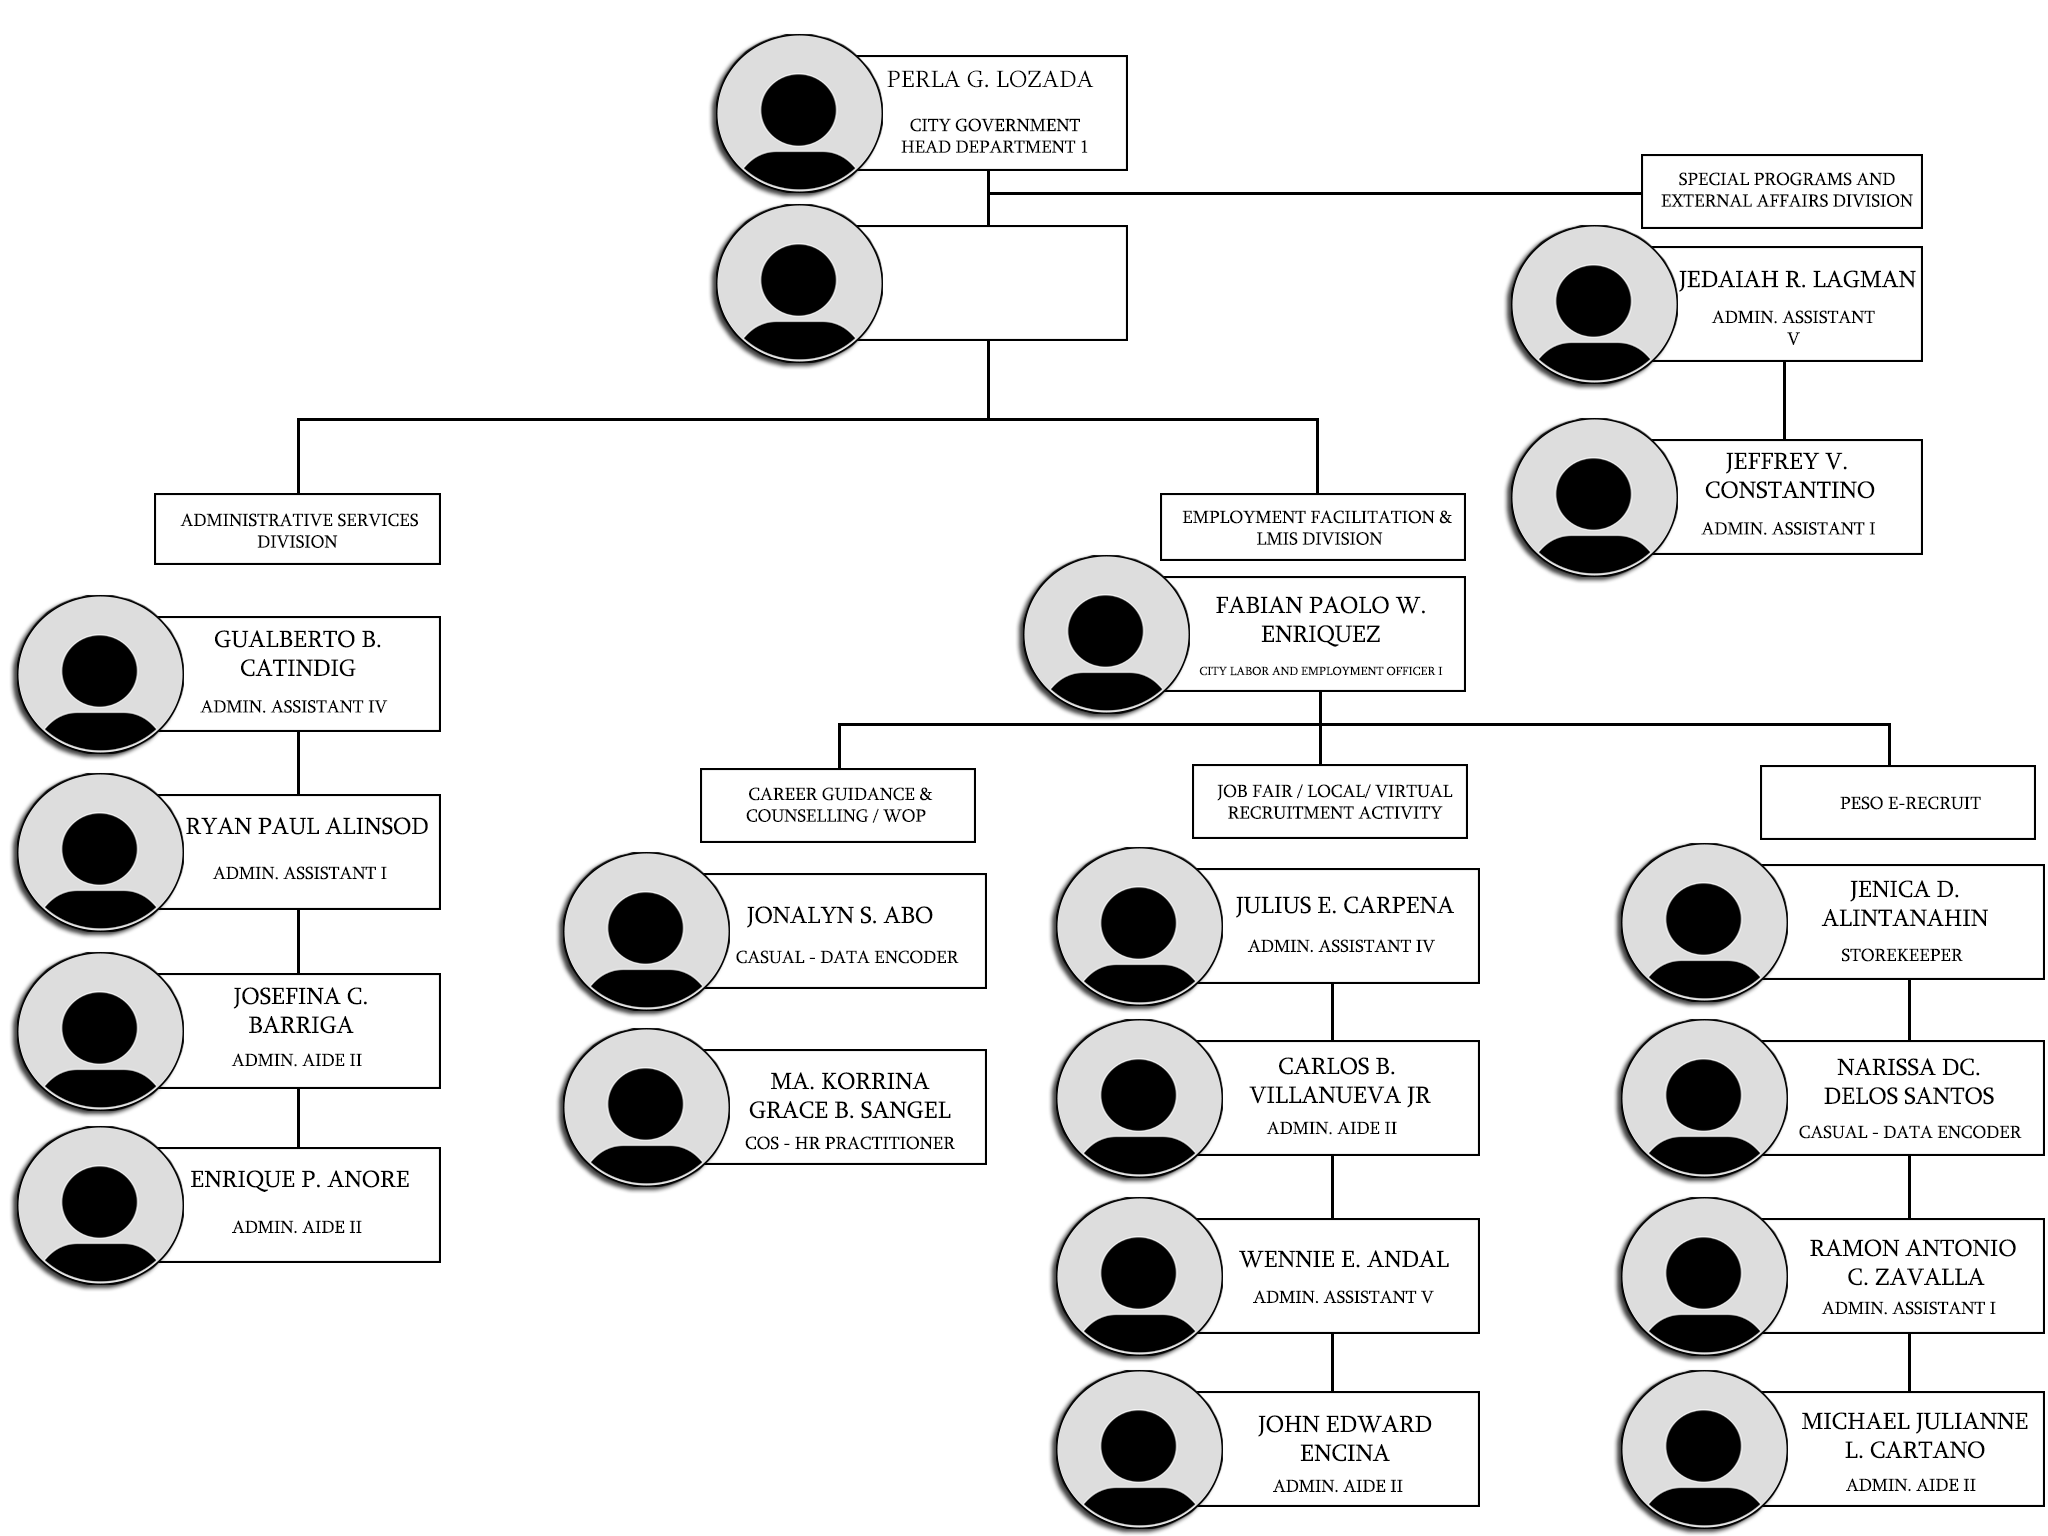 PERLA G. LOZADA
CITY GOVERNMENT
HEAD DEPARTMENT 1
SPECIAL PROGRAMS AND
EXTERNAL AFFAIRS DIVISION
JEDAIAH R. LAGMAN
ADMIN. ASSISTANT
V
JEFFREY V.
CONSTANTINO
ADMIN. ASSISTANT I
ADMINISTRATIVE SERVICES
DIVISION
GUALBERTO B.
CATINDIG
ADMIN. ASSISTANT IV
RYAN PAUL ALINSOD
ADMIN. ASSISTANT I
JOSEFINA C.
BARRIGA
ADMIN. AIDE II
ENRIQUE P. ANORE
ADMIN. AIDE II
EMPLOYMENT FACILITATION &
LMIS DIVISION
FABIAN PAOLO W.
ENRIQUEZ
CITY LABOR AND EMPLOYMENT OFFICER I
CAREER GUIDANCE &
COUNSELLING / WOP
JONALYN S. ABO
CASUAL - DATA ENCODER
MA. KORRINA
GRACE B. SANGEL
COS - HR PRACTITIONER
JOB FAIR / LOCAL/ VIRTUAL
RECRUITMENT ACTIVITY
JULIUS E. CARPENA
ADMIN. ASSISTANT IV
CARLOS B.
VILLANUEVA JR
ADMIN. AIDE II
WENNIE E. ANDAL
ADMIN. ASSISTANT V
JOHN EDWARD
ENCINA
ADMIN. AIDE II
PESO E-RECRUIT
JENICA D.
ALINTANAHIN
STOREKEEPER
NARISSA DC.
DELOS SANTOS
CASUAL - DATA ENCODER
RAMON ANTONIO
C. ZAVALLA
ADMIN. ASSISTANT I
MICHAEL JULIANNE
L. CARTANO
ADMIN. AIDE II